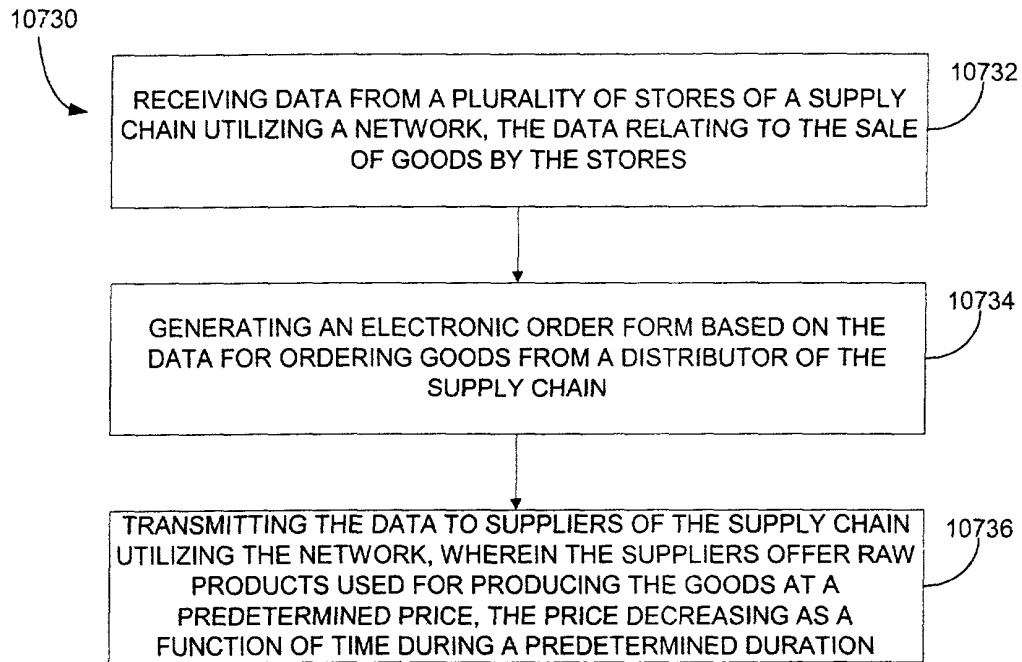 10730
10732
RECEIVING DATA FROM A PLURALITY OF STORES OF A SUPPLY
CHAIN UTILIZING A NETWORK, THE DATA RELATING TO THE SALE
OF GOODS BY THE STORES
10734
GENERATING AN ELECTRONIC ORDER FORM BASED ON THE
DATA FOR ORDERING GOODS FROM A DISTRIBUTOR OF THE
SUPPLY CHAIN
10736
TRANSMITTING THE DATA TO SUPPLIERS OF THE SUPPLY CHAIN
UTILIZING THE NETWORK, WHEREIN THE SUPPLIERS OFFER RAW
PRODUCTS USED FOR PRODUCING THE GOODS AT A
PREDETERMINED PRICE, THE PRICE DECREASING AS A
FUNCTION OF TIME DURING A PREDETERMINED DURATION